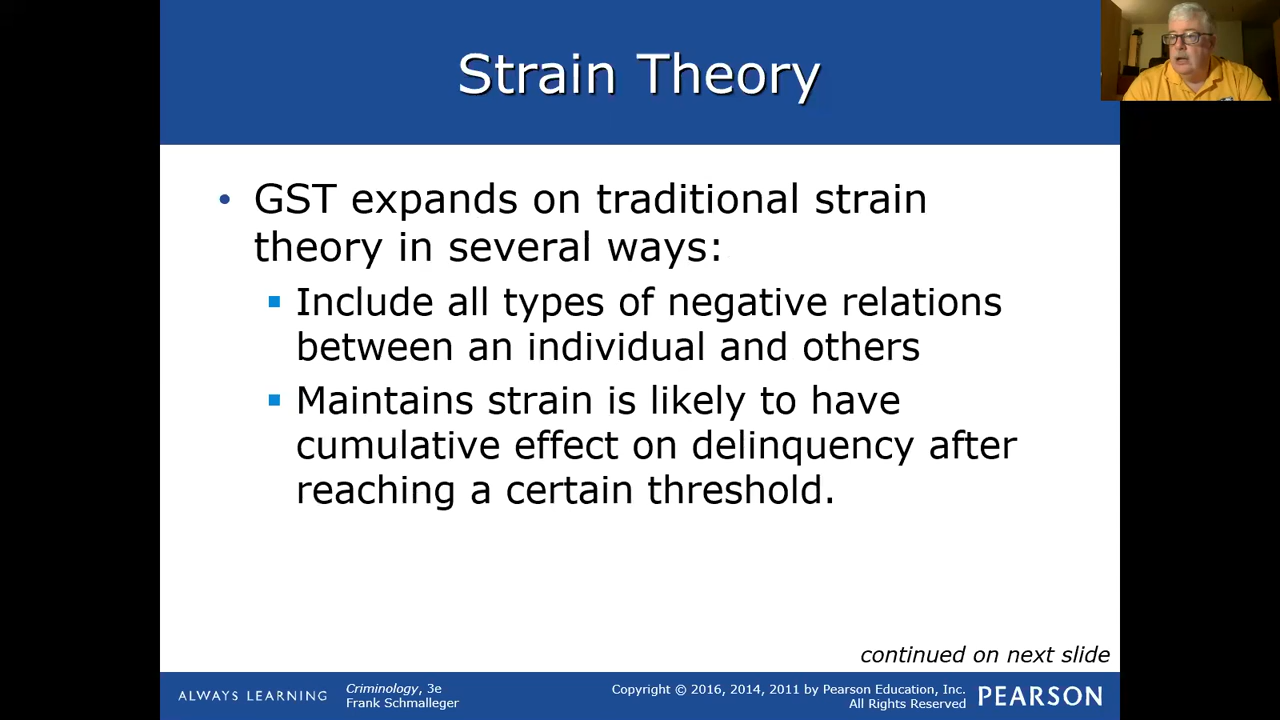 Strain Theory
• GST expands on traditional strain
theory in several ways:
▪ Include all types of negative relations
between an individual and others
▪ Maintains strain is likely to have
cumulative effect on delinquency after
reaching a certain threshold.
continued on next slide
ALWAYS LEARNING
Criminology, 3e
Frank Schmalleger
Copyright © 2016, 2014, 2011 by Pearson Education, Inc.
All Rights Reserved
PEARSON